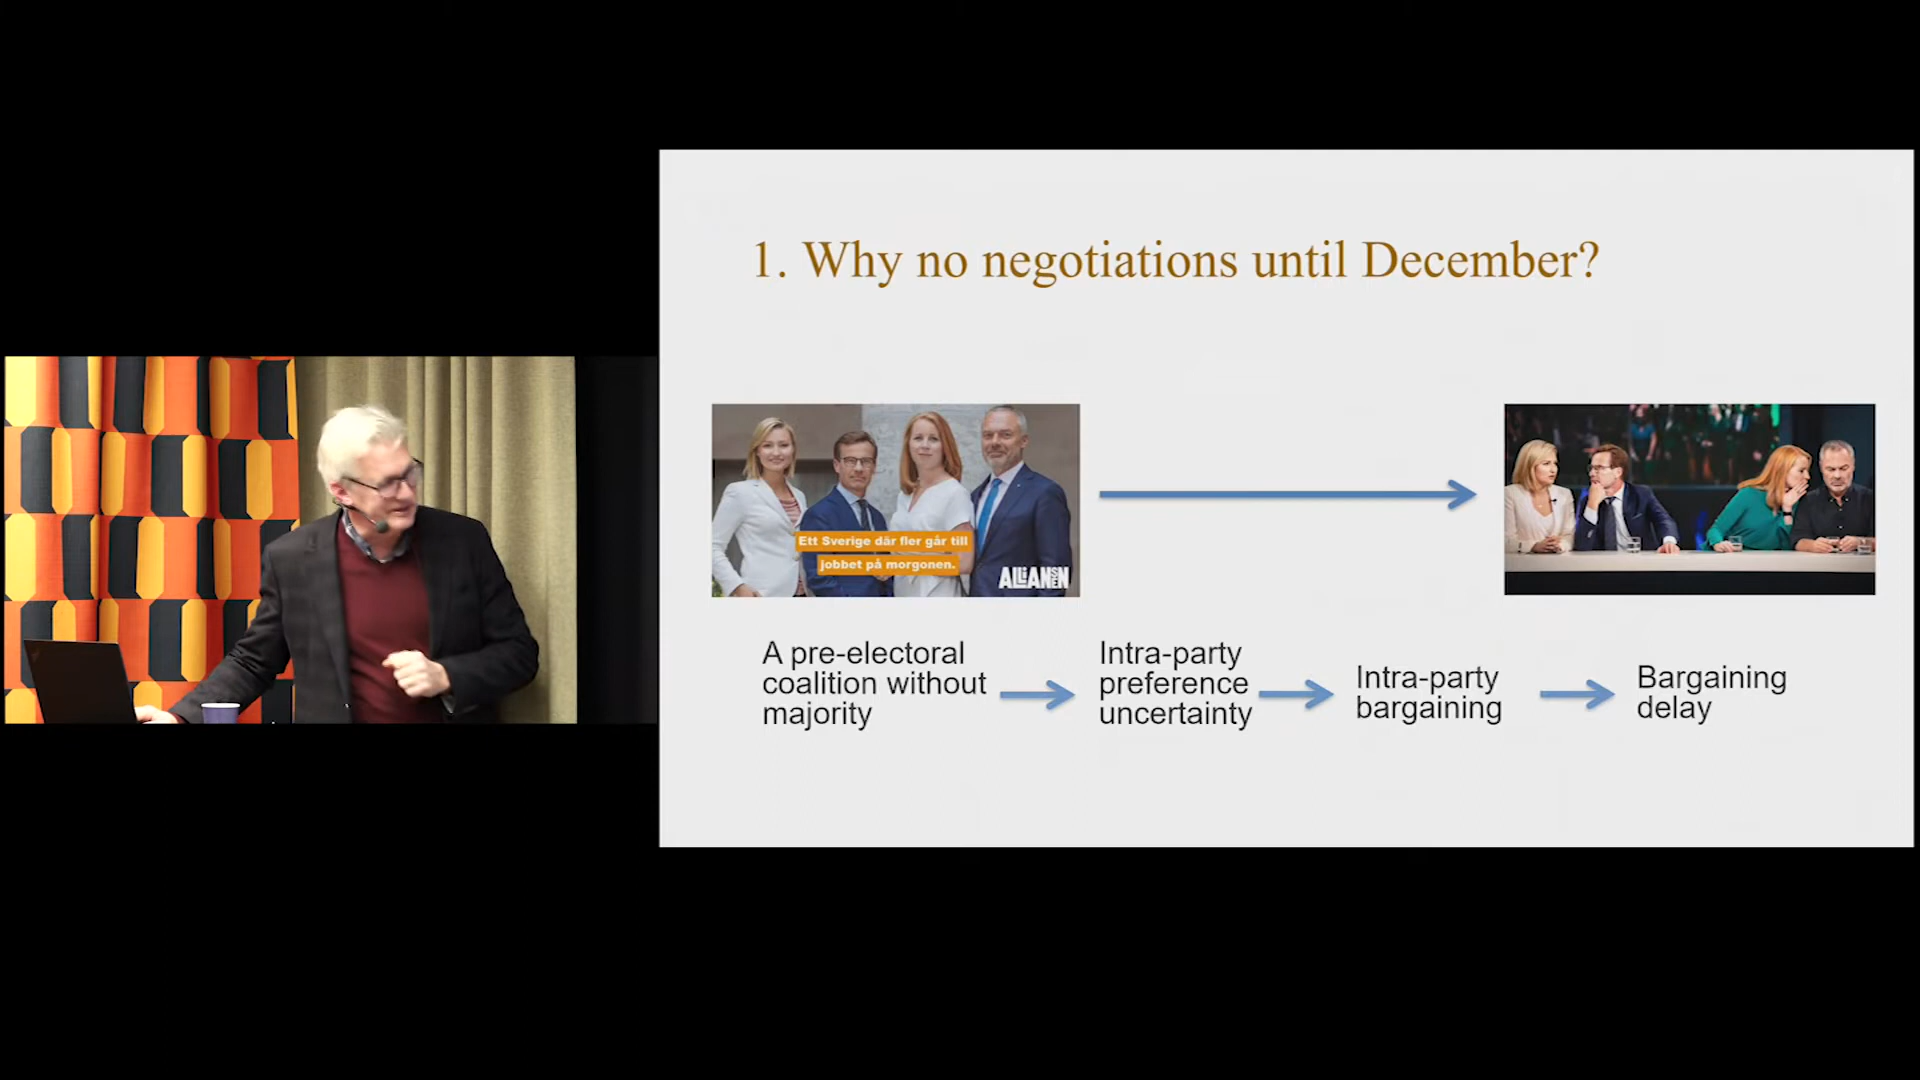 1. Why no negotiations until December?
Ett Sverige där fler går till
jobbet på morgonen.
ALLiANSEN
A pre-electoral
coalition without
majority
Intra-party
preference
uncertainty
Intra-party
bargaining
Bargaining
delay